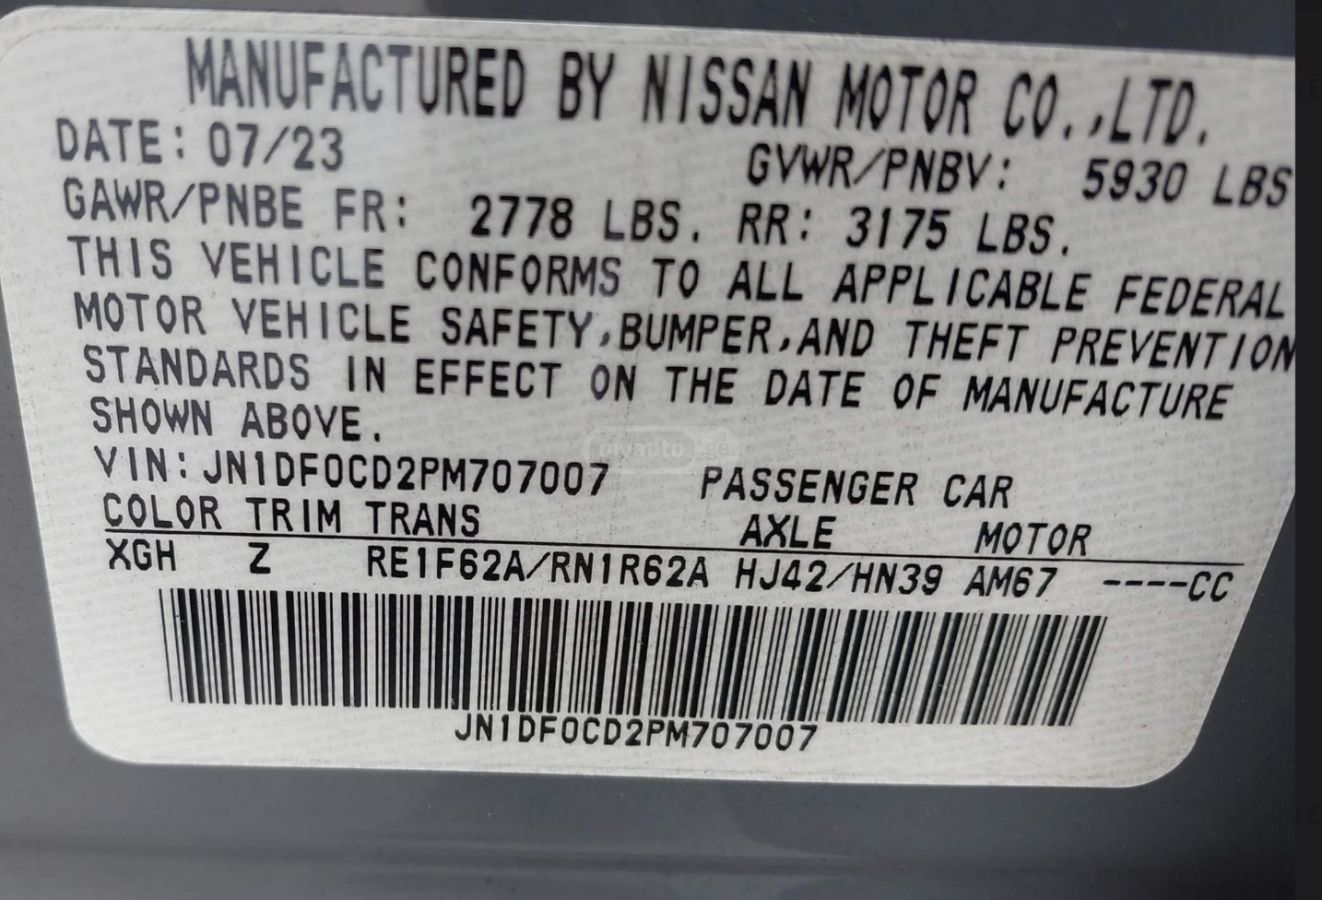 MANUFACTURED BY NISSAN MOTOR CO.,LTD.
DATE: 07/23 GVWR/PNBV: 5930 LBS
GAWR/PNBE FR: 2778 LBS. RR: 3175 LBS.
THIS VEHICLE CONFORMS TO ALL APPLICABLE FEDERAL
MOTOR VEHICLE SAFETY,BUMPER,AND THEFT PREVENTION
STANDARDS IN EFFECT ON THE DATE OF MANUFACTURE
SHOWN ABOVE.
myauto.ge
VIN:JN1DF0CD2PM707007 PASSENGER CAR
COLOR TRIM TRANS AXLE MOTOR
XGH Z RE1F62A/RN1R62A HJ42/HN39 AM67 ----CC
JN1DF0CD2PM707007